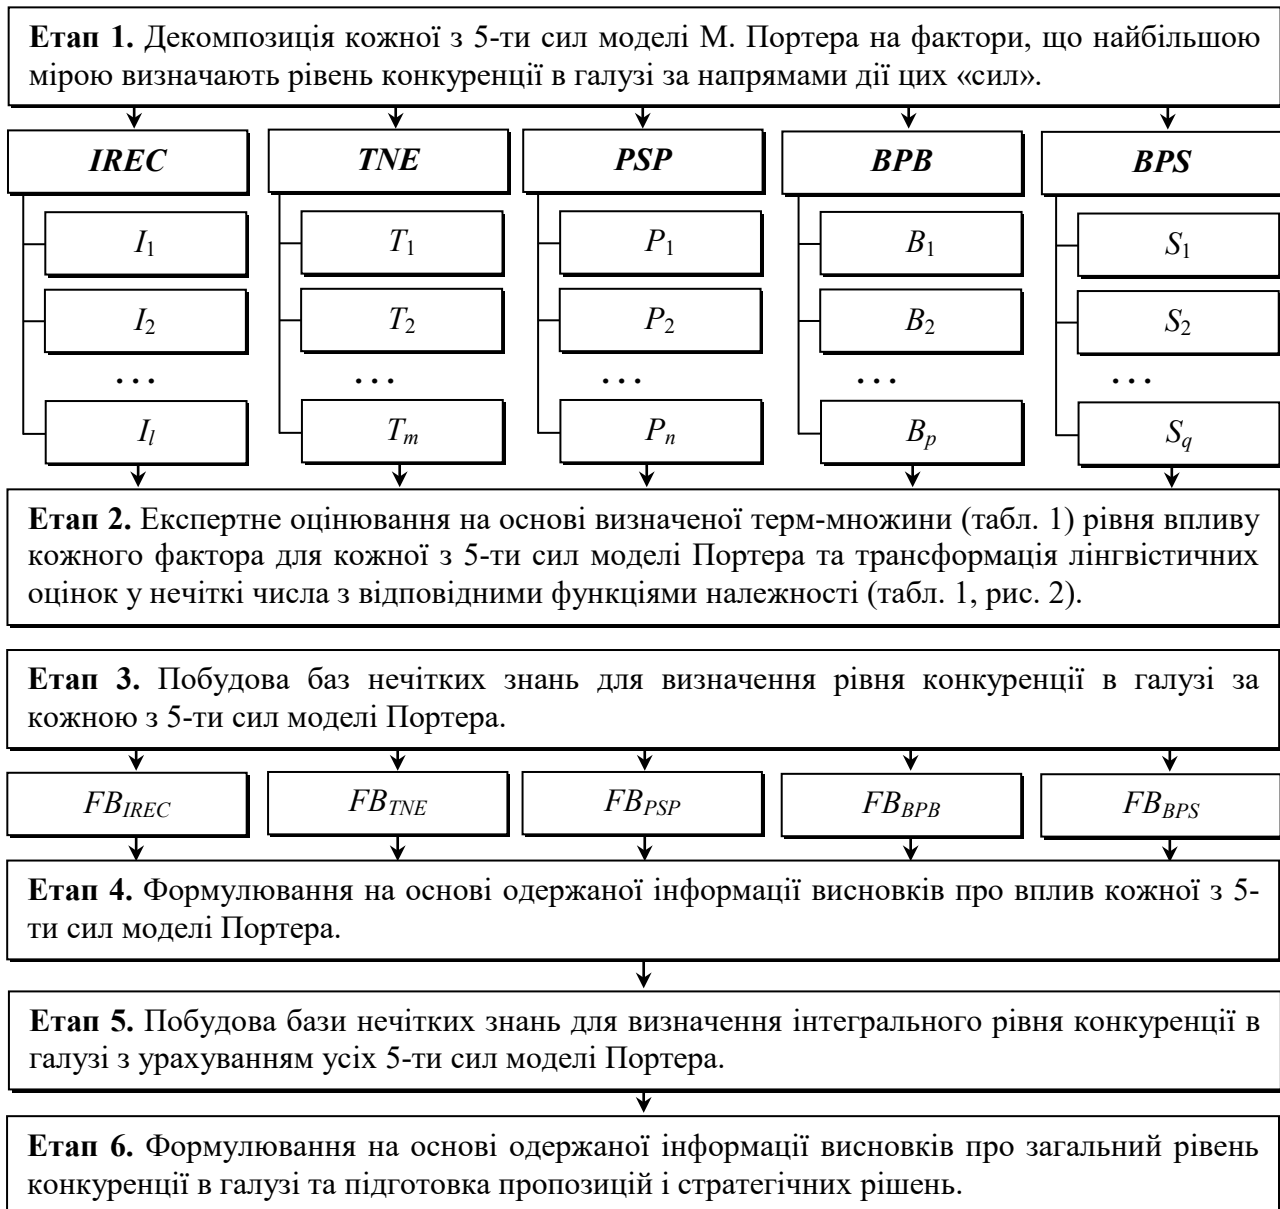 Етап 1. Декомпозиція кожної з 5-ти сил моделі М. Портера на фактори, що найбільшою
мірою визначають рівень конкуренції в галузі за напрямами дії цих «сил».
IREC TNE PSP BPB BPS
I1 T1 P1 B1 S1
I2 T2 P2 B2 S2
... ... ... ... ...
Il Tm Pn Bp Sq
Етап 2. Експертне оцінювання на основі визначеної терм-множини (табл. 1) рівня впливу
кожного фактора для кожної з 5-ти сил моделі Портера та трансформація лінгвістичних
оцінок у нечіткі числа з відповідними функціями належності (табл. 1, рис. 2).
Етап 3. Побудова баз нечітких знань для визначення рівня конкуренції в галузі за
кожною з 5-ти сил моделі Портера.
FBIREC FBTNE FBPSP FBBPB FBBPS
Етап 4. Формулювання на основі одержаної інформації висновків про вплив кожної з 5-
ти сил моделі Портера.
Етап 5. Побудова бази нечітких знань для визначення інтегрального рівня конкуренції в
галузі з урахуванням усіх 5-ти сил моделі Портера.
Етап 6. Формулювання на основі одержаної інформації висновків про загальний рівень
конкуренції в галузі та підготовка пропозицій і стратегічних рішень.